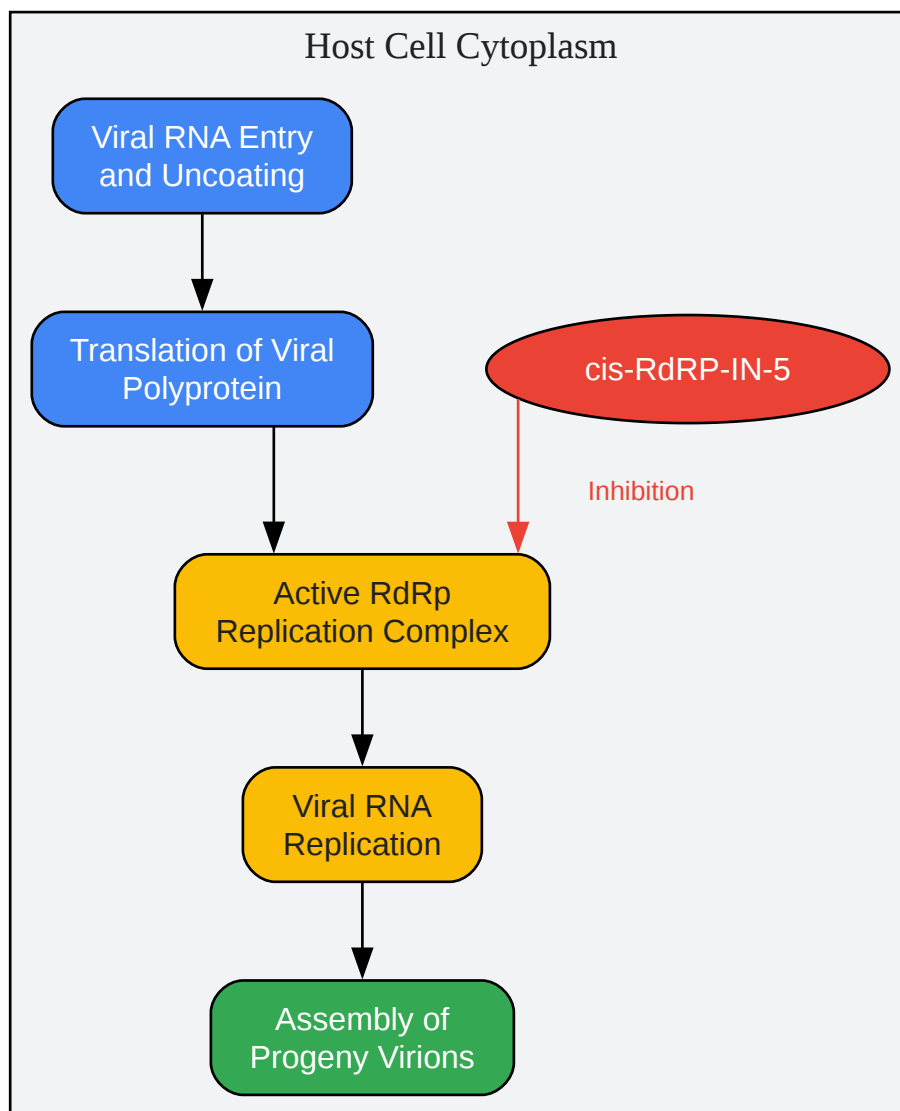 Host Cell Cytoplasm
Viral RNA Entry
and Uncoating
Translation of Viral
Polyprotein
cis-RdRP-IN-5
Inhibition
Active RdRp
Replication Complex
Viral RNA
Replication
Assembly of
Progeny Virions